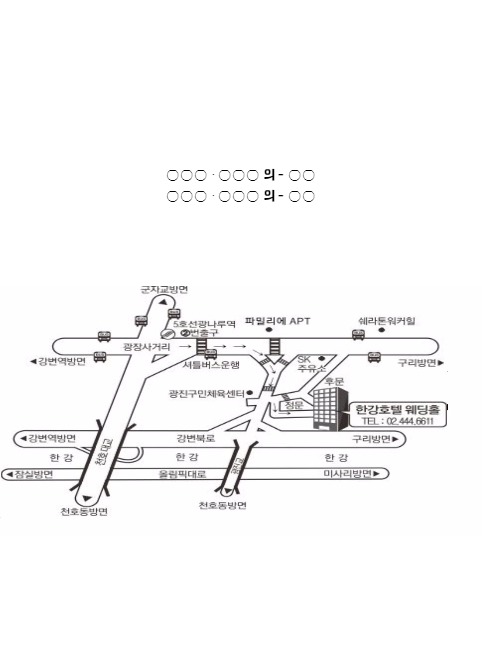 ○○○ · ○○○ 의 - ○○
○○○ · ○○○ 의 - ○○
군자교방면
5호선광나루역
②번출구
파밀리에 APT
쉐라톤워커힐
광장사거리
◀강변역방면
셔틀버스운행
SK
주유소
구리방면▶
후문
광진구민체육센터
정문
한강호텔 웨딩홀
TEL : 02.444.6611
◀강변역방면
강변북로
구리방면▶
천호대교
한 강
한 강
한 강
광진교
◀잠실방면
올림픽대로
미사리방면▶
천호동방면
천호동방면